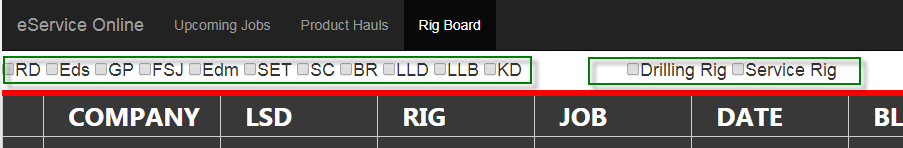 eService Online Upcoming Jobs Product Hauls Rig Board
RD Eds GP FSJ Edm SET SC BR LLD LLB KD Drilling Rig Service Rig
COMPANY LSD RIG JOB DATE BL